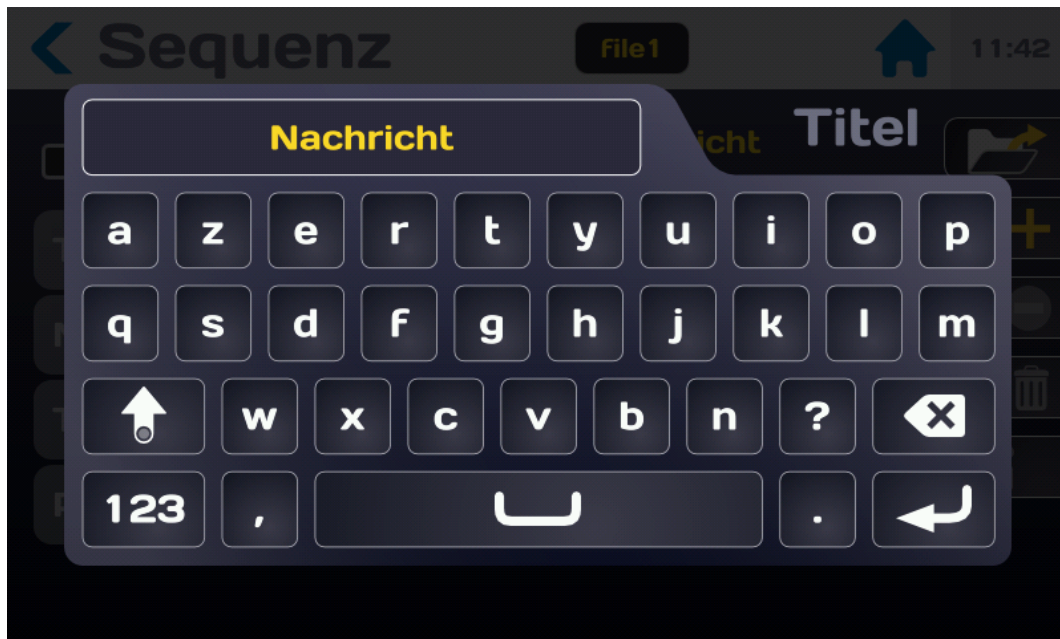 Sequenz file1 11:42
Nachricht icht Titel
a z e r t y u i o p
q s d f g h j k l m
w x c v b n ?
123 , .